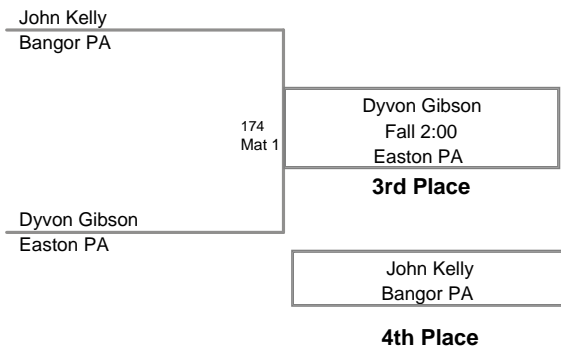 John Kelly
Bangor PA
174
Mat 1
Dyvon Gibson
Fall 2:00
Easton PA
3rd Place
Dyvon Gibson
Easton PA
John Kelly
Bangor PA
4th Place